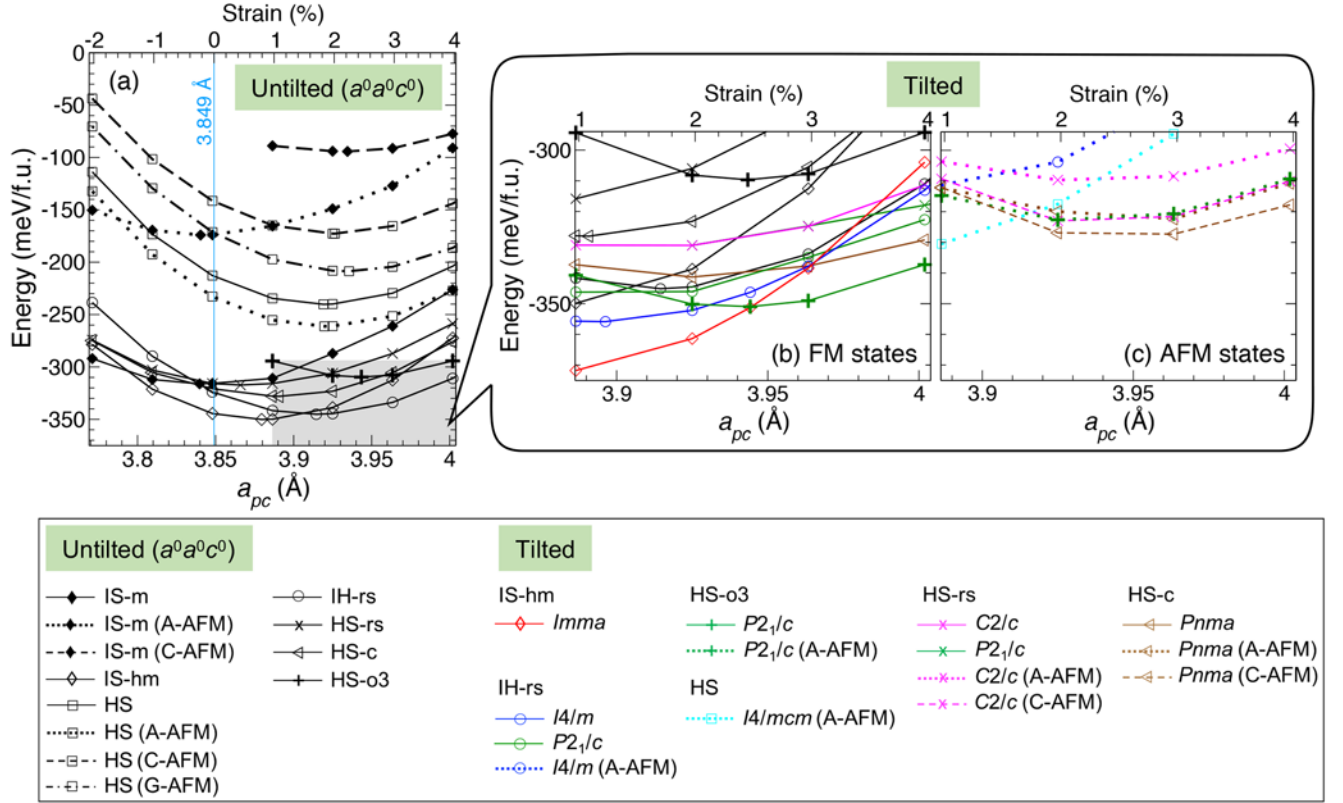 Strain (%)
-2 -1 0 1 2 3 4
0
-50
-100
-150
-200
-250
-300
-350
Energy (meV/f.u.)
(a)
3.849 Å
Untilted (a⁰a⁰c⁰)
3.8 3.85 3.9 3.95 4
a_pc (Å)
Tilted
Strain (%)
1 2 3 4
-300
-350
Energy (meV/f.u.)
(b) FM states
3.9 3.95 4
a_pc (Å)
Strain (%)
1 2 3 4
(c) AFM states
3.9 3.95 4
a_pc (Å)
Untilted (a⁰a⁰c⁰)
IS-m
IS-m (A-AFM)
IS-m (C-AFM)
IS-hm
HS
HS (A-AFM)
HS (C-AFM)
HS (G-AFM)
IH-rs
HS-rs
HS-c
HS-o3
Tilted
IS-hm
Imma
IH-rs
I4/m
P2₁/c
I4/m (A-AFM)
HS-o3
P2₁/c
P2₁/c (A-AFM)
HS
I4/mcm (A-AFM)
HS-rs
C2/c
P2₁/c
C2/c (A-AFM)
C2/c (C-AFM)
HS-c
Pnma
Pnma (A-AFM)
Pnma (C-AFM)